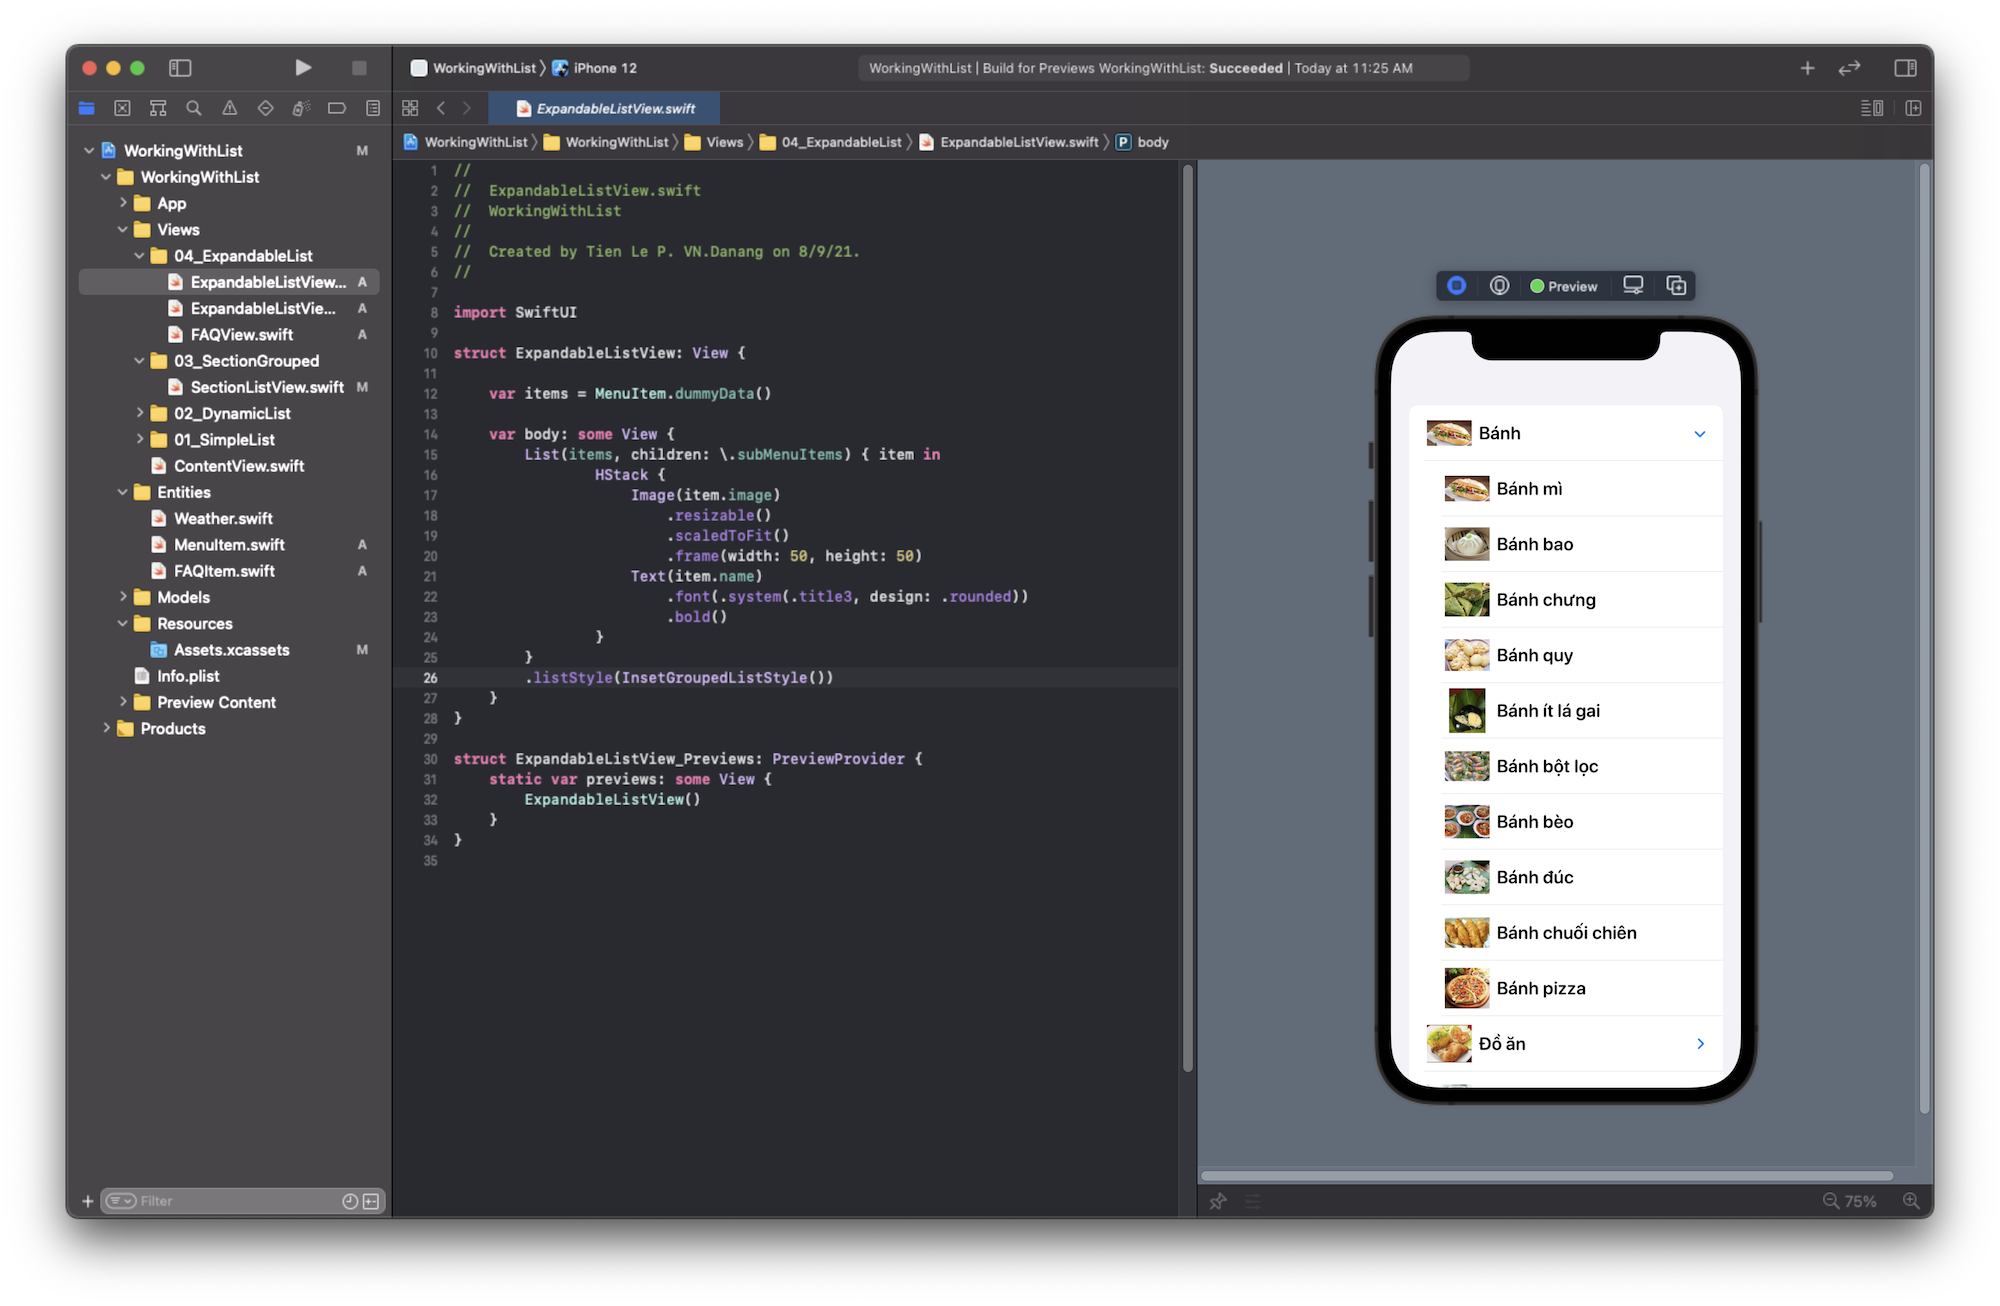 WorkingWithList 〉 iPhone 12
WorkingWithList | Build for Previews WorkingWithList: Succeeded | Today at 11:25 AM
ExpandableListView.swift
WorkingWithList 〉 WorkingWithList 〉 Views 〉 04_ExpandableList 〉 ExpandableListView.swift 〉 P body
WorkingWithList M
WorkingWithList
App
Views
04_ExpandableList
ExpandableListView... A
ExpandableListVie... A
FAQView.swift A
03_SectionGrouped
SectionListView.swift M
02_DynamicList
01_SimpleList
ContentView.swift
Entities
Weather.swift
MenuItem.swift A
FAQItem.swift A
Models
Resources
Assets.xcassets M
Info.plist
Preview Content
Products
Filter
1 //
2 //  ExpandableListView.swift
3 //  WorkingWithList
4 //
5 //  Created by Tien Le P. VN.Danang on 8/9/21.
6 //
7
8 import SwiftUI
9
10 struct ExpandableListView: View {
11
12     var items = MenuItem.dummyData()
13
14     var body: some View {
15         List(items, children: \.subMenuItems) { item in
16                 HStack {
17                     Image(item.image)
18                         .resizable()
19                         .scaledToFit()
20                         .frame(width: 50, height: 50)
21                     Text(item.name)
22                         .font(.system(.title3, design: .rounded))
23                         .bold()
24                 }
25         }
26         .listStyle(InsetGroupedListStyle())
27     }
28 }
29
30 struct ExpandableListView_Previews: PreviewProvider {
31     static var previews: some View {
32         ExpandableListView()
33     }
34 }
35
Preview
Bánh
Bánh mì
Bánh bao
Bánh chưng
Bánh quy
Bánh ít lá gai
Bánh bột lọc
Bánh bèo
Bánh đúc
Bánh chuối chiên
Bánh pizza
Đồ ăn
75%